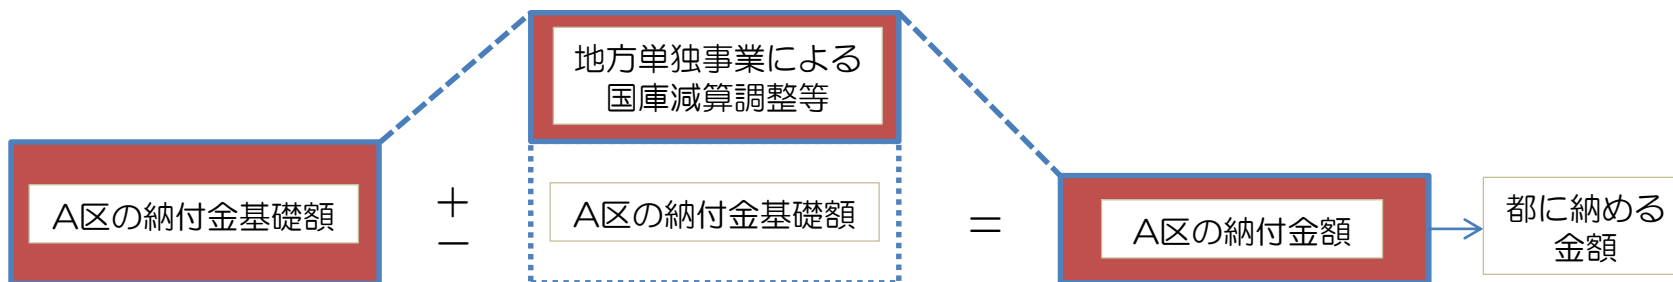 A区の納付金基礎額
＋
−
地方単独事業による
国庫減算調整等
A区の納付金基礎額
＝
A区の納付金額
都に納める
金額